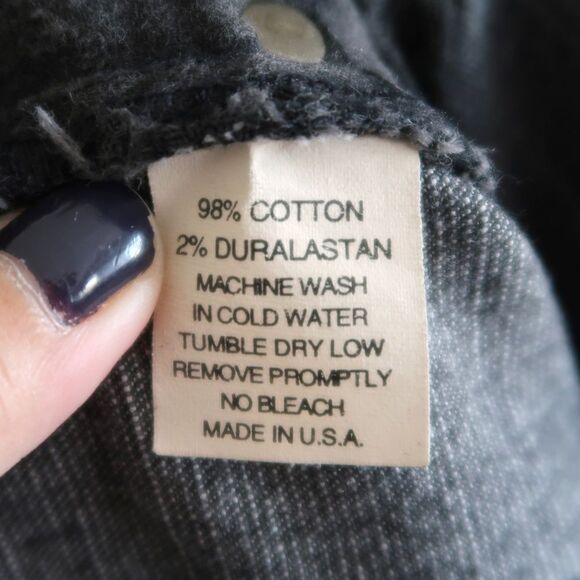 98% COTTON
2% DURALASTAN
MACHINE WASH
IN COLD WATER
TUMBLE DRY LOW
REMOVE PROMPTLY
NO BLEACH
MADE IN U.S.A.